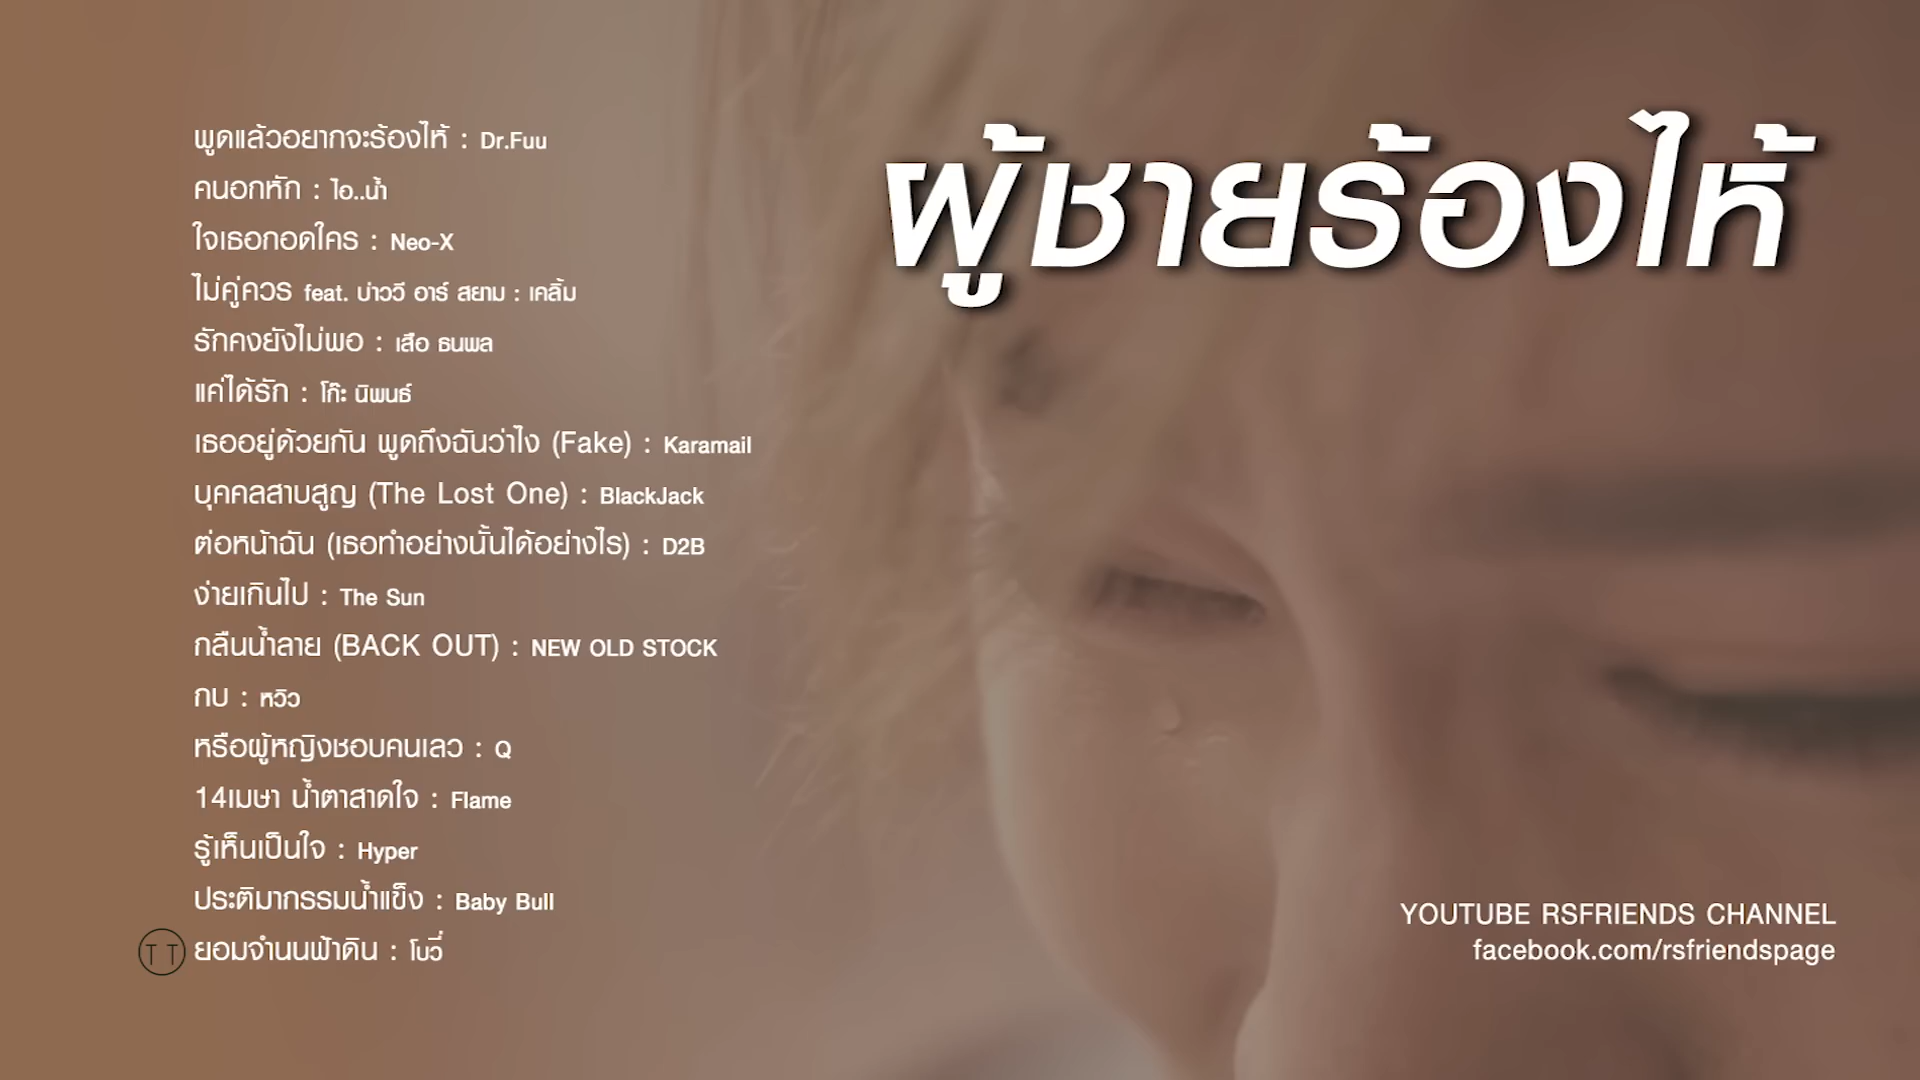 พูดแล้วอยากจะร้องไห้ : Dr.Fuu
คนอกหัก : ไอ..น้ำ
ใจเธอกอดใคร : Neo-X
ไม่คู่ควร feat. บ่าววี อาร์ สยาม : เคลิ้ม
รักคงยังไม่พอ : เสือ ธนพล
แค่ได้รัก : โก๊ะ นิพนธ์
เธออยู่ด้วยกัน พูดถึงฉันว่าไง (Fake) : Karamail
บุคคลสาบสูญ (The Lost One) : BlackJack
ต่อหน้าฉัน (เธอทำอย่างนั้นได้อย่างไร) : D2B
ง่ายเกินไป : The Sun
กลืนน้ำลาย (BACK OUT) : NEW OLD STOCK
กบ : หวิว
หรือผู้หญิงชอบคนเลว : Q
14เมษา น้ำตาสาดใจ : Flame
รู้เห็นเป็นใจ : Hyper
ประติมากรรมน้ำแข็ง : Baby Bull
T T ยอมจำนนฟ้าดิน : โบวี่
ผู้ชายร้องไห้
YOUTUBE RSFRIENDS CHANNEL
facebook.com/rsfriendspage